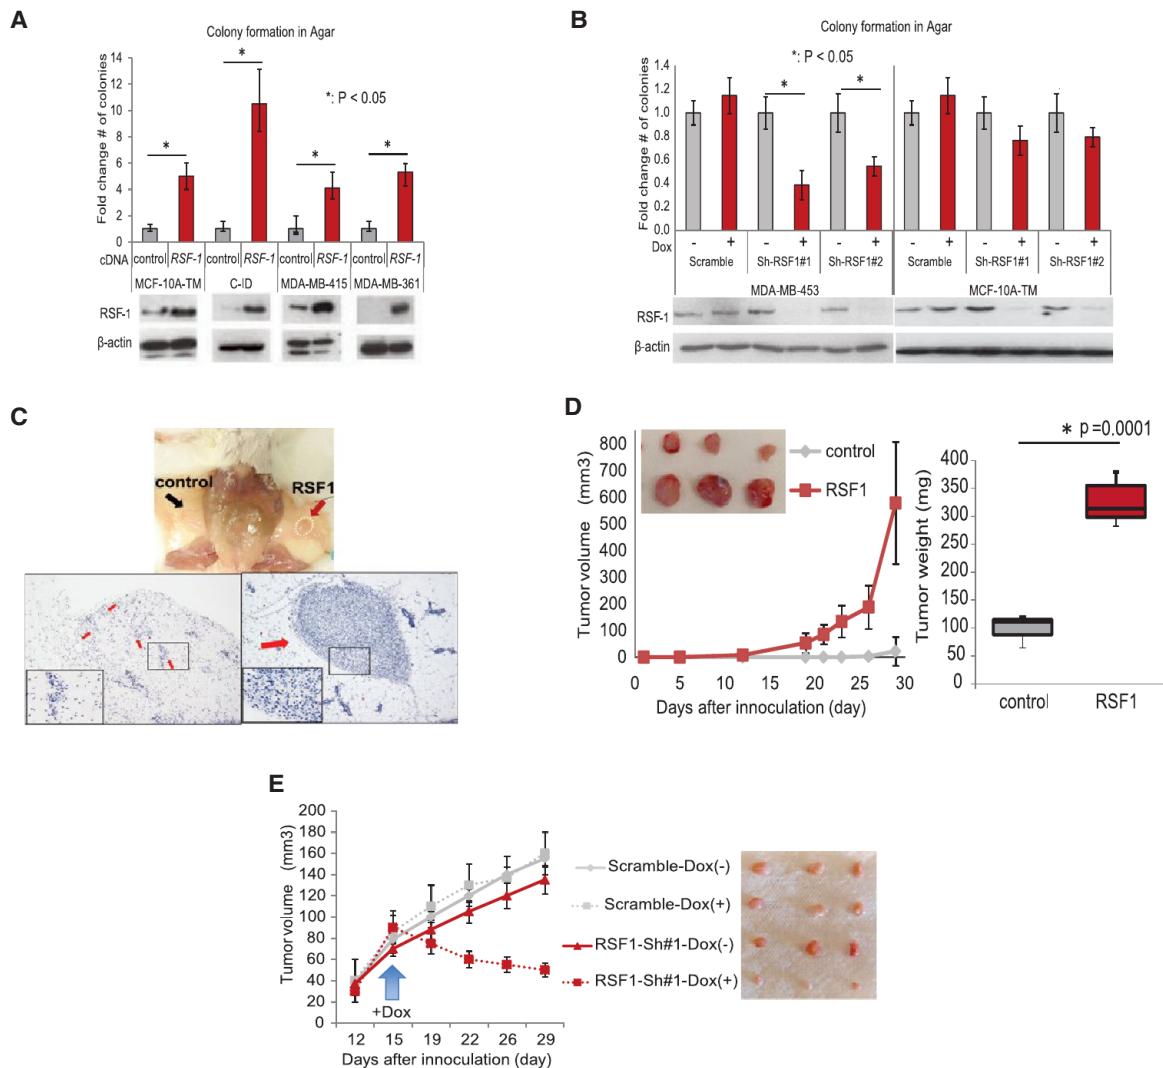 A
Colony formation in Agar
Fold change # of colonies
14
12
10
8
6
4
2
0
*
*
*
*
*: P < 0.05
control RSF-1 control RSF-1 control RSF-1 control RSF-1
cDNA
MCF-10A-TM C-ID MDA-MB-415 MDA-MB-361
RSF-1
β-actin
B
Colony formation in Agar
*: P < 0.05
Fold change # of colonies
1.4
1.2
1.0
0.8
0.6
0.4
0.2
0.0
*
*
Dox - + - + - + - + - + - +
Scramble Sh-RSF1#1 Sh-RSF1#2 Scramble Sh-RSF1#1 Sh-RSF1#2
MDA-MB-453 MCF-10A-TM
RSF-1
β-actin
C
control
RSF1
D
Tumor volume (mm3)
800
700
600
500
400
300
200
100
0
0 5 10 15 20 25 30
Days after innoculation (day)
control
RSF1
* p =0.0001
Tumor weight (mg)
400
350
300
250
200
150
100
50
0
control RSF1
E
Tumor volume (mm3)
200
180
160
140
120
100
80
60
40
20
0
+Dox
12 15 19 22 26 29
Days after innoculation (day)
Scramble-Dox(-)
Scramble-Dox(+)
RSF1-Sh#1-Dox(-)
RSF1-Sh#1-Dox(+)